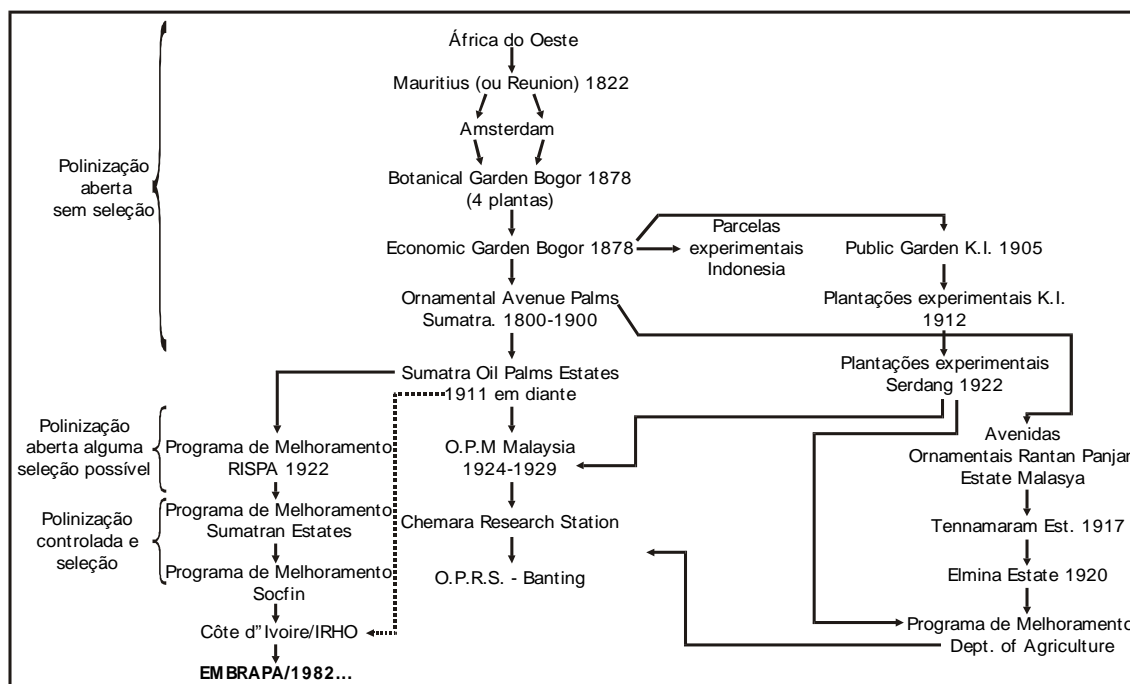 África do Oeste
Mauritius (ou Reunion) 1822
Amsterdam
Polinização
aberta
sem seleção
Botanical Garden Bogor 1878
(4 plantas)
Economic Garden Bogor 1878
Parcelas
experimentais
Indonesia
Public Garden K.I. 1905
Ornamental Avenue Palms
Sumatra. 1800-1900
Plantações experimentais K.I.
1912
Sumatra Oil Palms Estates
1911 em diante
Plantações experimentais
Serdang 1922
Polinização
aberta alguma
seleção possível
Programa de Melhoramento
RISPA 1922
O.P.M Malaysia
1924-1929
Avenidas
Ornamentais Rantan Panjar
Estate Malasya
Polinização
controlada e
seleção
Programa de Melhoramento
Sumatran Estates
Chemara Research Station
Tennamaram Est. 1917
Programa de Melhoramento
Socfin
O.P.R.S. - Banting
Elmina Estate 1920
Côte d"Ivoire/IRHO
Programa de Melhoramento
Dept. of Agriculture
EMBRAPA/1982...